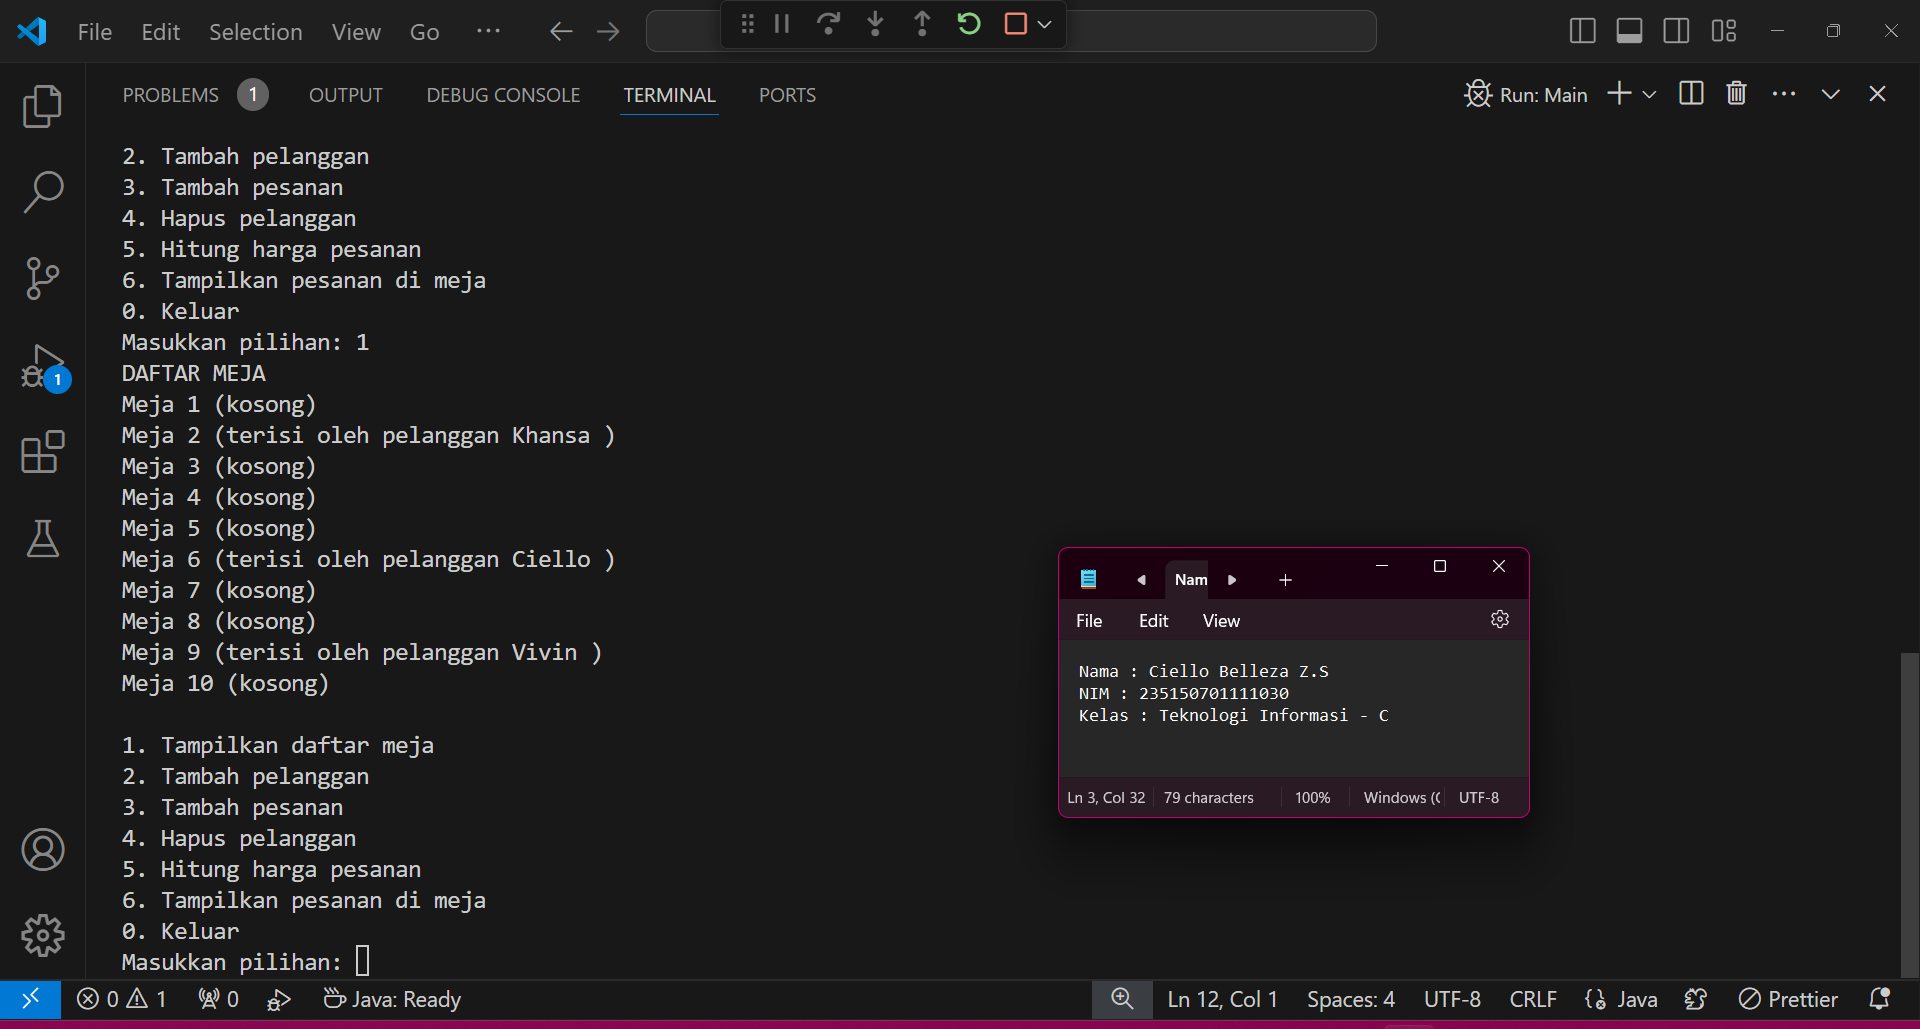 File Edit Selection View Go ...
PROBLEMS 1 OUTPUT DEBUG CONSOLE TERMINAL PORTS Run: Main
2. Tambah pelanggan
3. Tambah pesanan
4. Hapus pelanggan
5. Hitung harga pesanan
6. Tampilkan pesanan di meja
0. Keluar
Masukkan pilihan: 1
DAFTAR MEJA
Meja 1 (kosong)
Meja 2 (terisi oleh pelanggan Khansa )
Meja 3 (kosong)
Meja 4 (kosong)
Meja 5 (kosong)
Meja 6 (terisi oleh pelanggan Ciello )
Meja 7 (kosong)
Meja 8 (kosong)
Meja 9 (terisi oleh pelanggan Vivin )
Meja 10 (kosong)
1. Tampilkan daftar meja
2. Tambah pelanggan
3. Tambah pesanan
4. Hapus pelanggan
5. Hitung harga pesanan
6. Tampilkan pesanan di meja
0. Keluar
Masukkan pilihan:
1
Nam
File Edit View
Nama : Ciello Belleza Z.S
NIM : 235150701111030
Kelas : Teknologi Informasi - C
Ln 3, Col 32 79 characters 100% Windows (C UTF-8
0 1 0 Java: Ready Ln 12, Col 1 Spaces: 4 UTF-8 CRLF Java Prettier